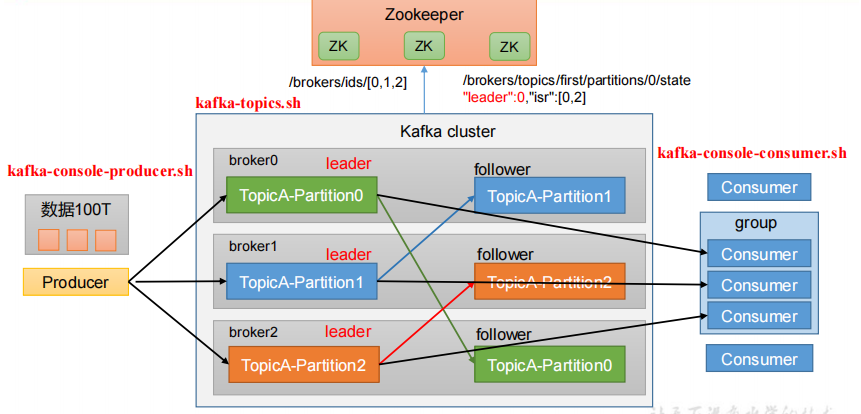 Zookeeper
ZK
ZK
ZK
/brokers/ids/[0,1,2]
/brokers/topics/first/partitions/0/state
"leader":0,"isr":[0,2]
kafka-topics.sh
Kafka cluster
kafka-console-producer.sh
kafka-console-consumer.sh
broker0
leader
follower
TopicA-Partition0
TopicA-Partition1
数据100T
Producer
broker1
leader
follower
TopicA-Partition1
TopicA-Partition2
broker2
leader
follower
TopicA-Partition2
TopicA-Partition0
Consumer
group
Consumer
Consumer
Consumer
Consumer